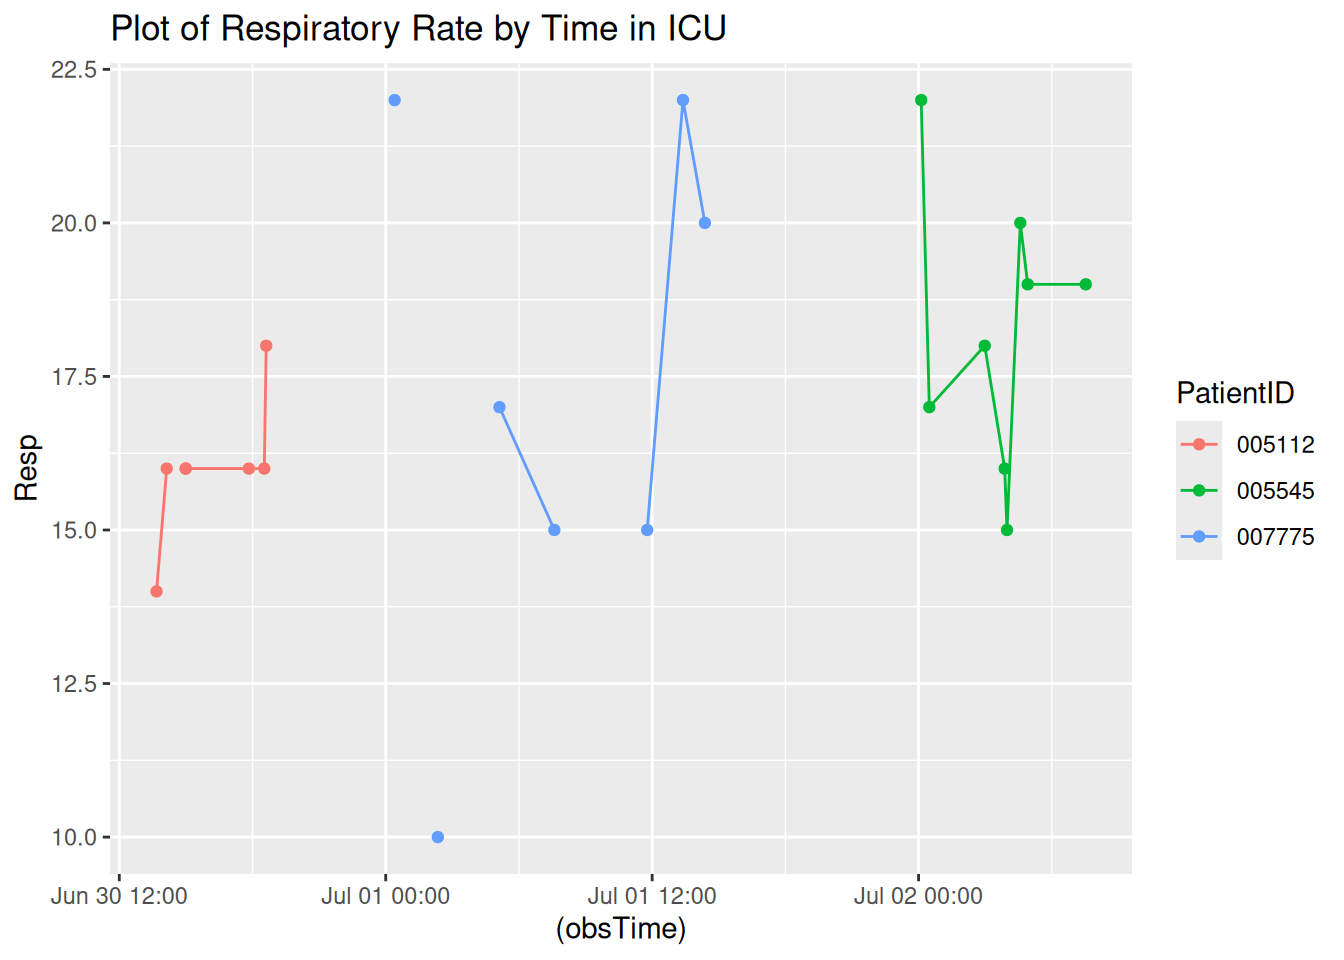 Plot of Respiratory Rate by Time in ICU
22.5
20.0
17.5
15.0
12.5
10.0
Resp
Jun 30 12:00
Jul 01 00:00
Jul 01 12:00
Jul 02 00:00
(obsTime)
PatientID
005112
005545
007775